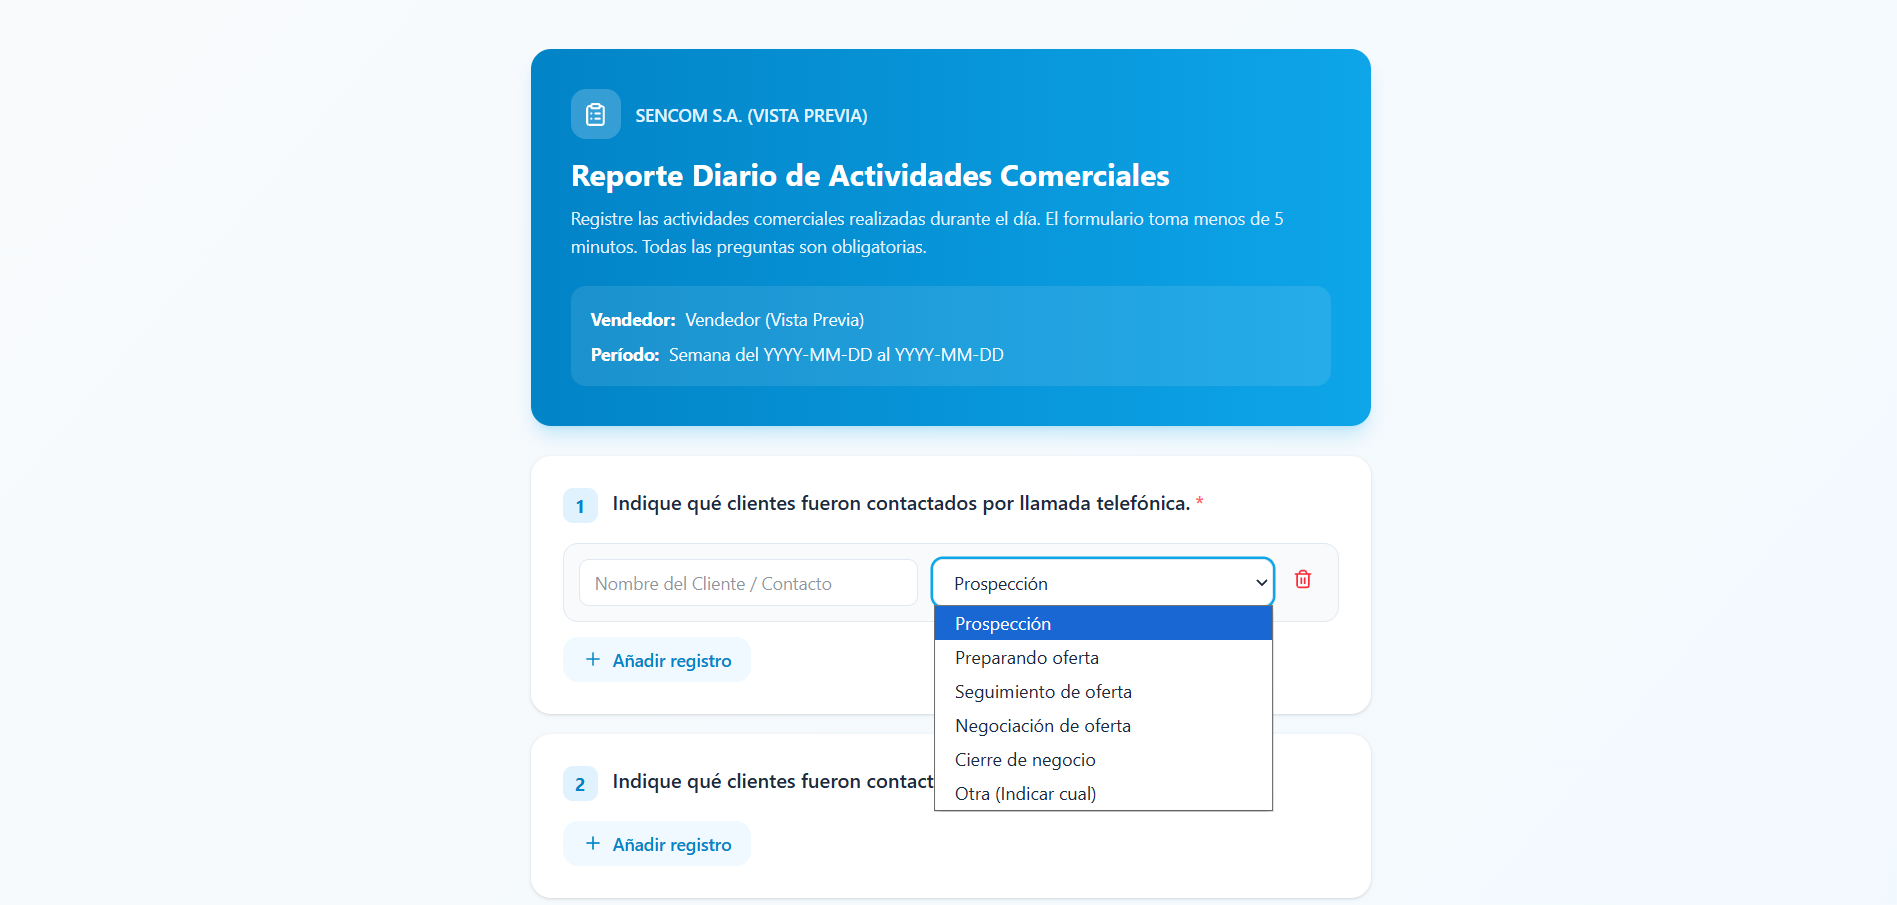 SENCOM S.A. (VISTA PREVIA)
Reporte Diario de Actividades Comerciales
Registre las actividades comerciales realizadas durante el día. El formulario toma menos de 5
minutos. Todas las preguntas son obligatorias.
Vendedor: Vendedor (Vista Previa)
Período: Semana del YYYY-MM-DD al YYYY-MM-DD
1 Indique qué clientes fueron contactados por llamada telefónica. *
Nombre del Cliente / Contacto
Prospección
Prospección
Preparando oferta
Seguimiento de oferta
Negociación de oferta
Cierre de negocio
Otra (Indicar cual)
+ Añadir registro
2 Indique qué clientes fueron contact
+ Añadir registro